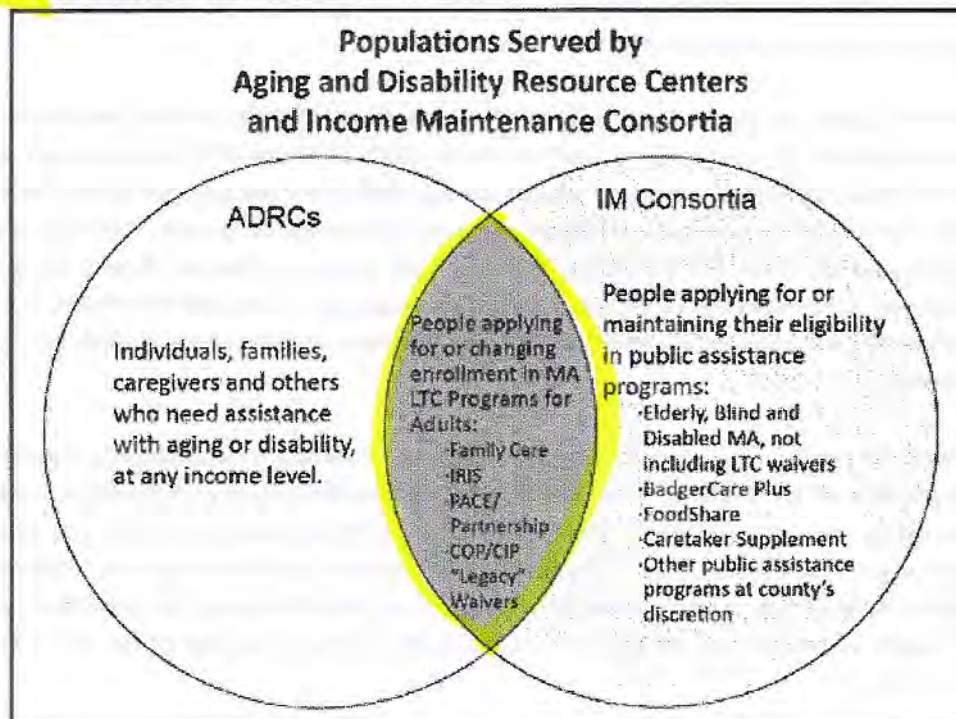 Populations Served by
Aging and Disability Resource Centers
and Income Maintenance Consortia
ADRCs
Individuals, families,
caregivers and others
who need assistance
with aging or disability,
at any income level.
People applying
for or changing
enrollment in MA
LTC Programs for
Adults:
·Family Care
·IRIS
·PACE/
Partnership
·COP/CIP
"Legacy"
Waivers
IM Consortia
People applying for or
maintaining their eligibility
in public assistance
programs:
·Elderly, Blind and
Disabled MA, not
including LTC waivers
·BadgerCare Plus
·FoodShare
·Caretaker Supplement
·Other public assistance
programs at county's
discretion